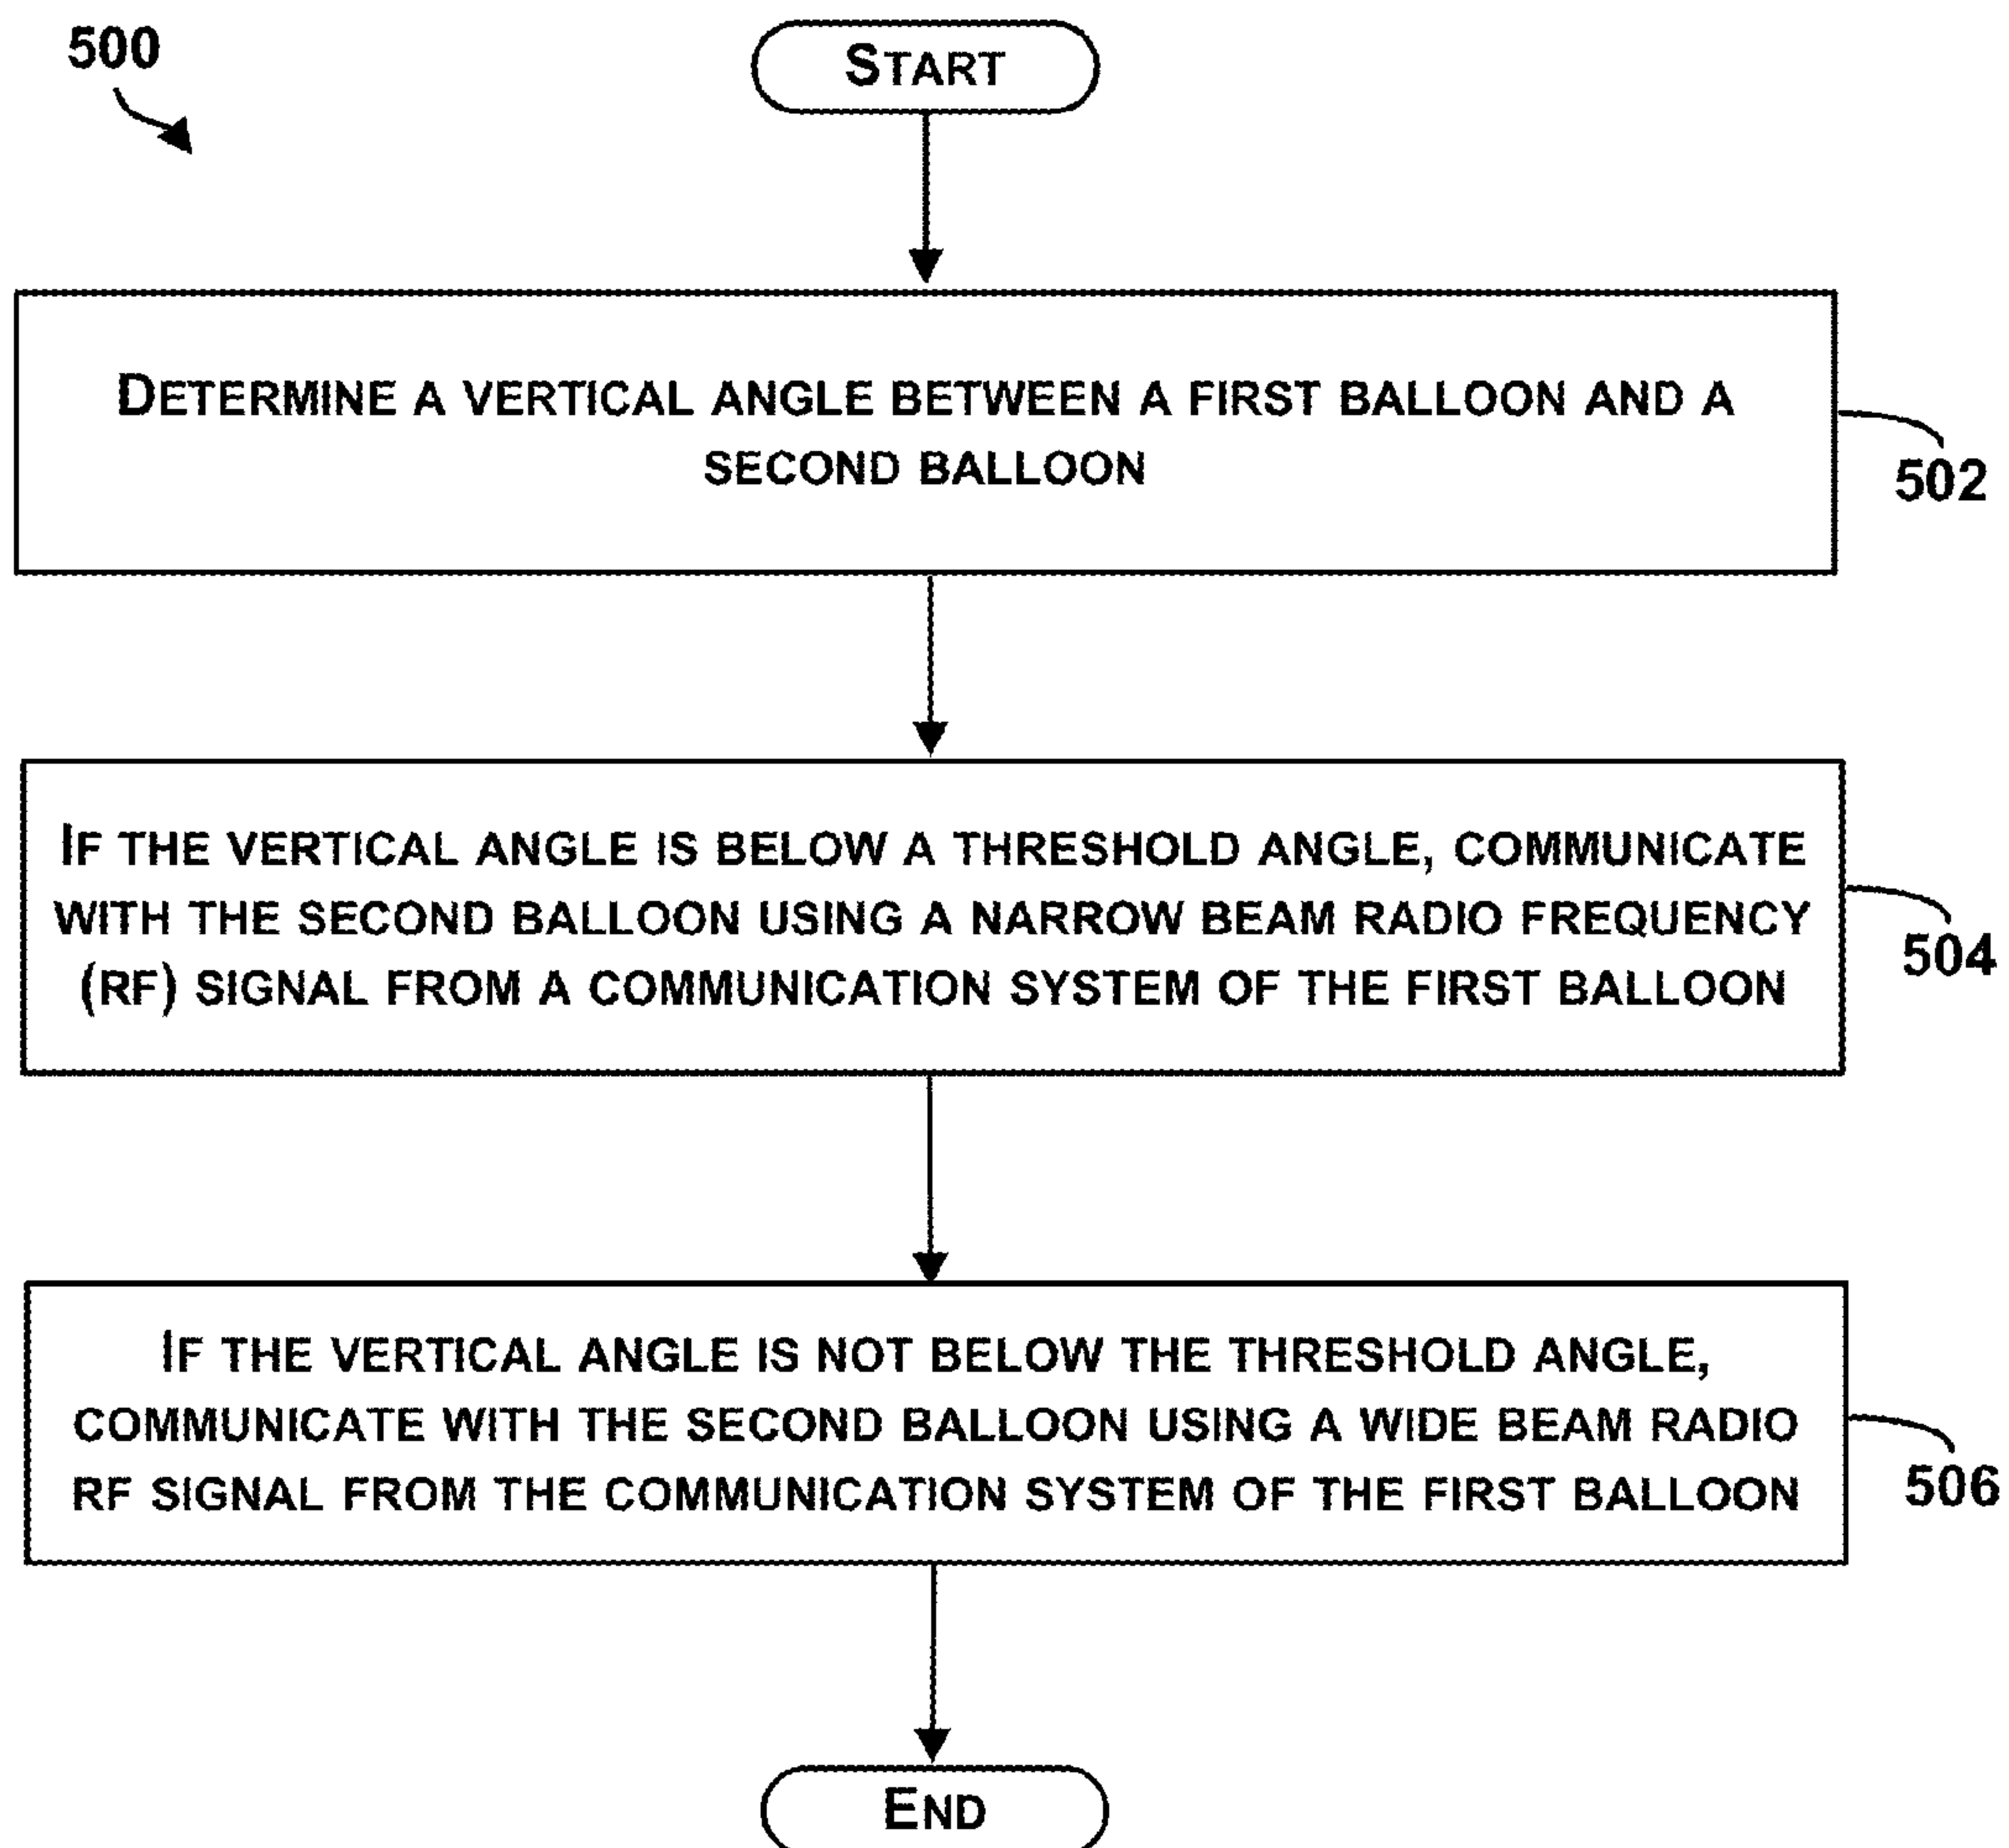 500
START
DETERMINE A VERTICAL ANGLE BETWEEN A FIRST BALLOON AND A
SECOND BALLOON
502
IF THE VERTICAL ANGLE IS BELOW A THRESHOLD ANGLE, COMMUNICATE
WITH THE SECOND BALLOON USING A NARROW BEAM RADIO FREQUENCY
(RF) SIGNAL FROM A COMMUNICATION SYSTEM OF THE FIRST BALLOON
504
IF THE VERTICAL ANGLE IS NOT BELOW THE THRESHOLD ANGLE,
COMMUNICATE WITH THE SECOND BALLOON USING A WIDE BEAM RADIO
RF SIGNAL FROM THE COMMUNICATION SYSTEM OF THE FIRST BALLOON
506
END